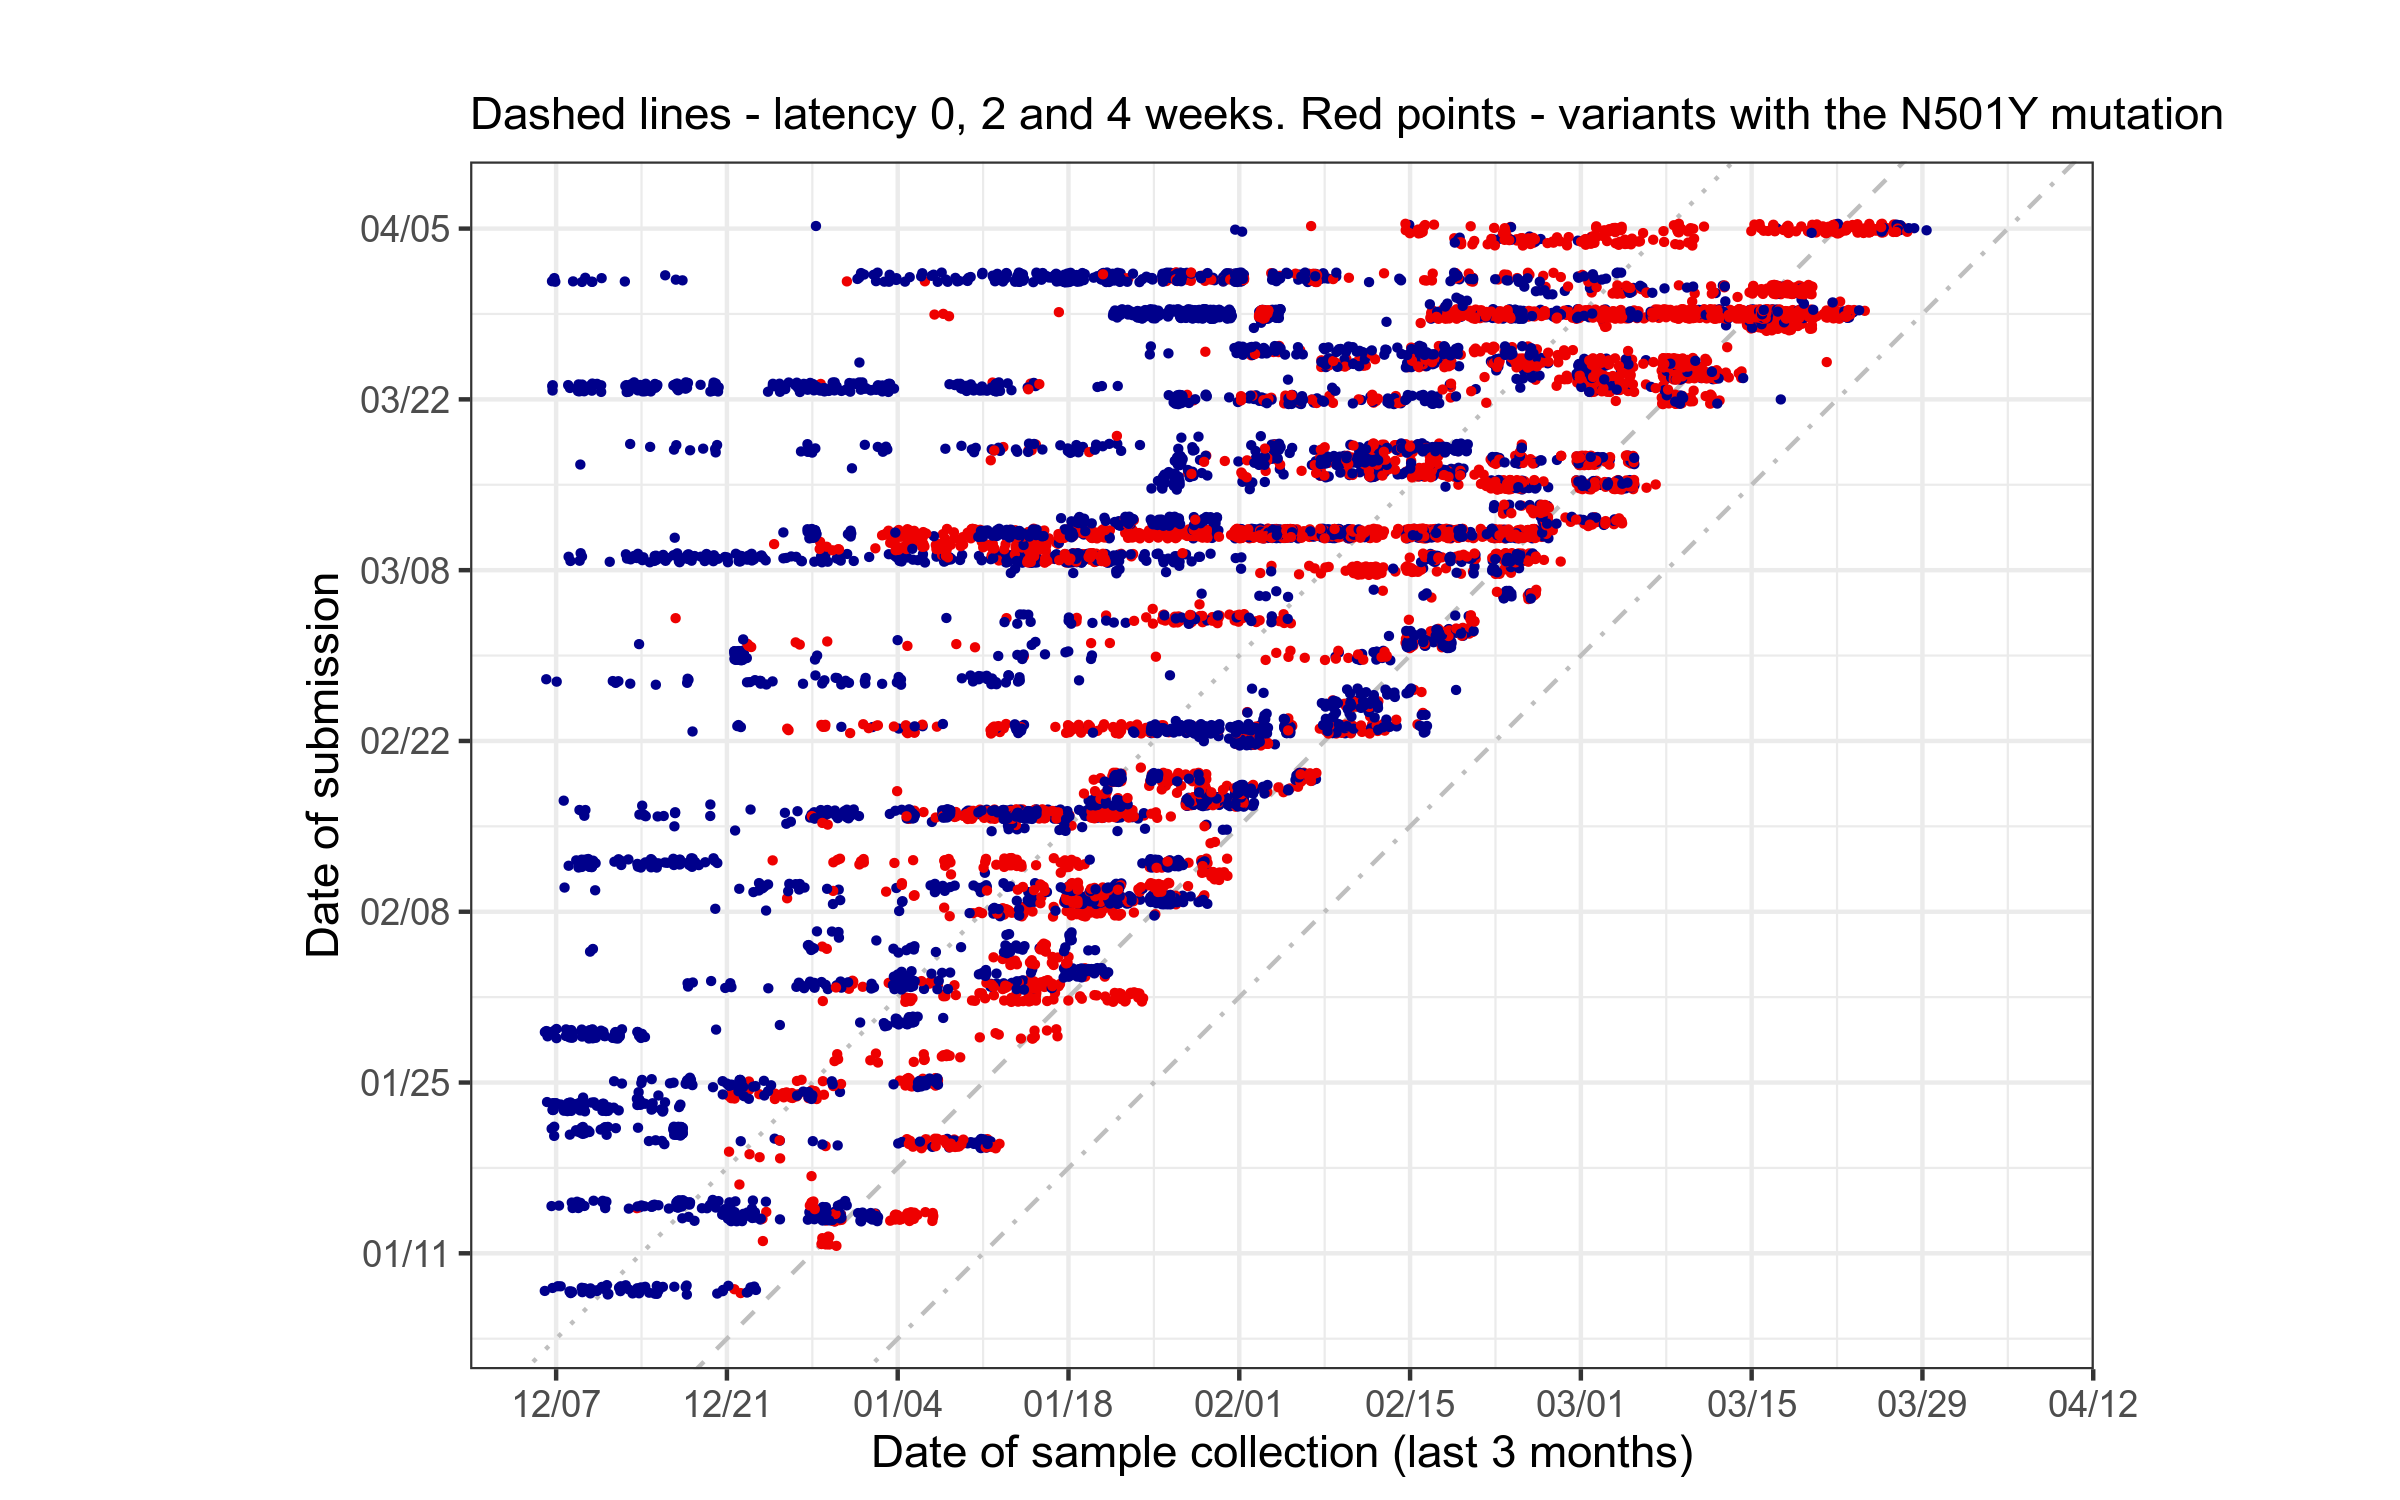 Dashed lines - latency 0, 2 and 4 weeks. Red points - variants with the N501Y mutation
Date of submission
04/05
03/22
03/08
02/22
02/08
01/25
01/11
12/07 12/21 01/04 01/18 02/01 02/15 03/01 03/15 03/29 04/12
Date of sample collection (last 3 months)